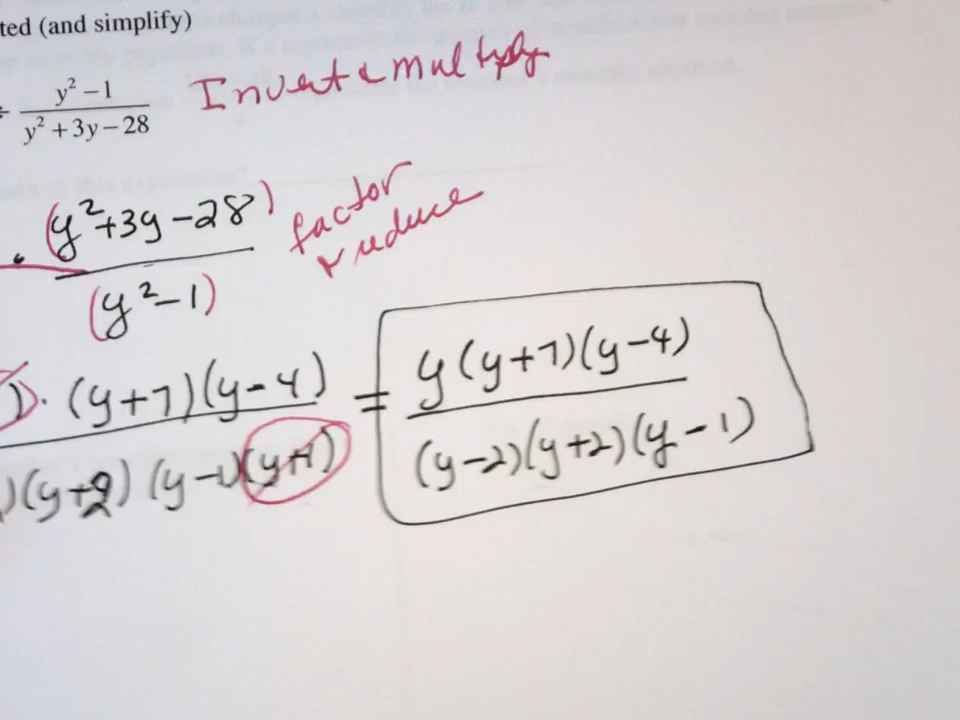 ted (and simplify)
÷ y² −1 / y² +3y−28 Invert & multiply
• (y²+3y−28) / (y²−1) factor reduce
)· (y+7)(y−4) / )(y+2)(y−1)(y+1) = y(y+7)(y−4) / (y−2)(y+2)(y−1)